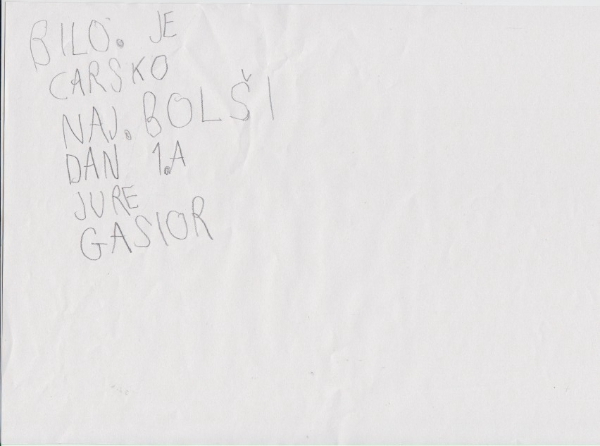 BILO. JE
CARSKO
NAJ. BOLŠI
DAN 1.A
JURE
GASIOR